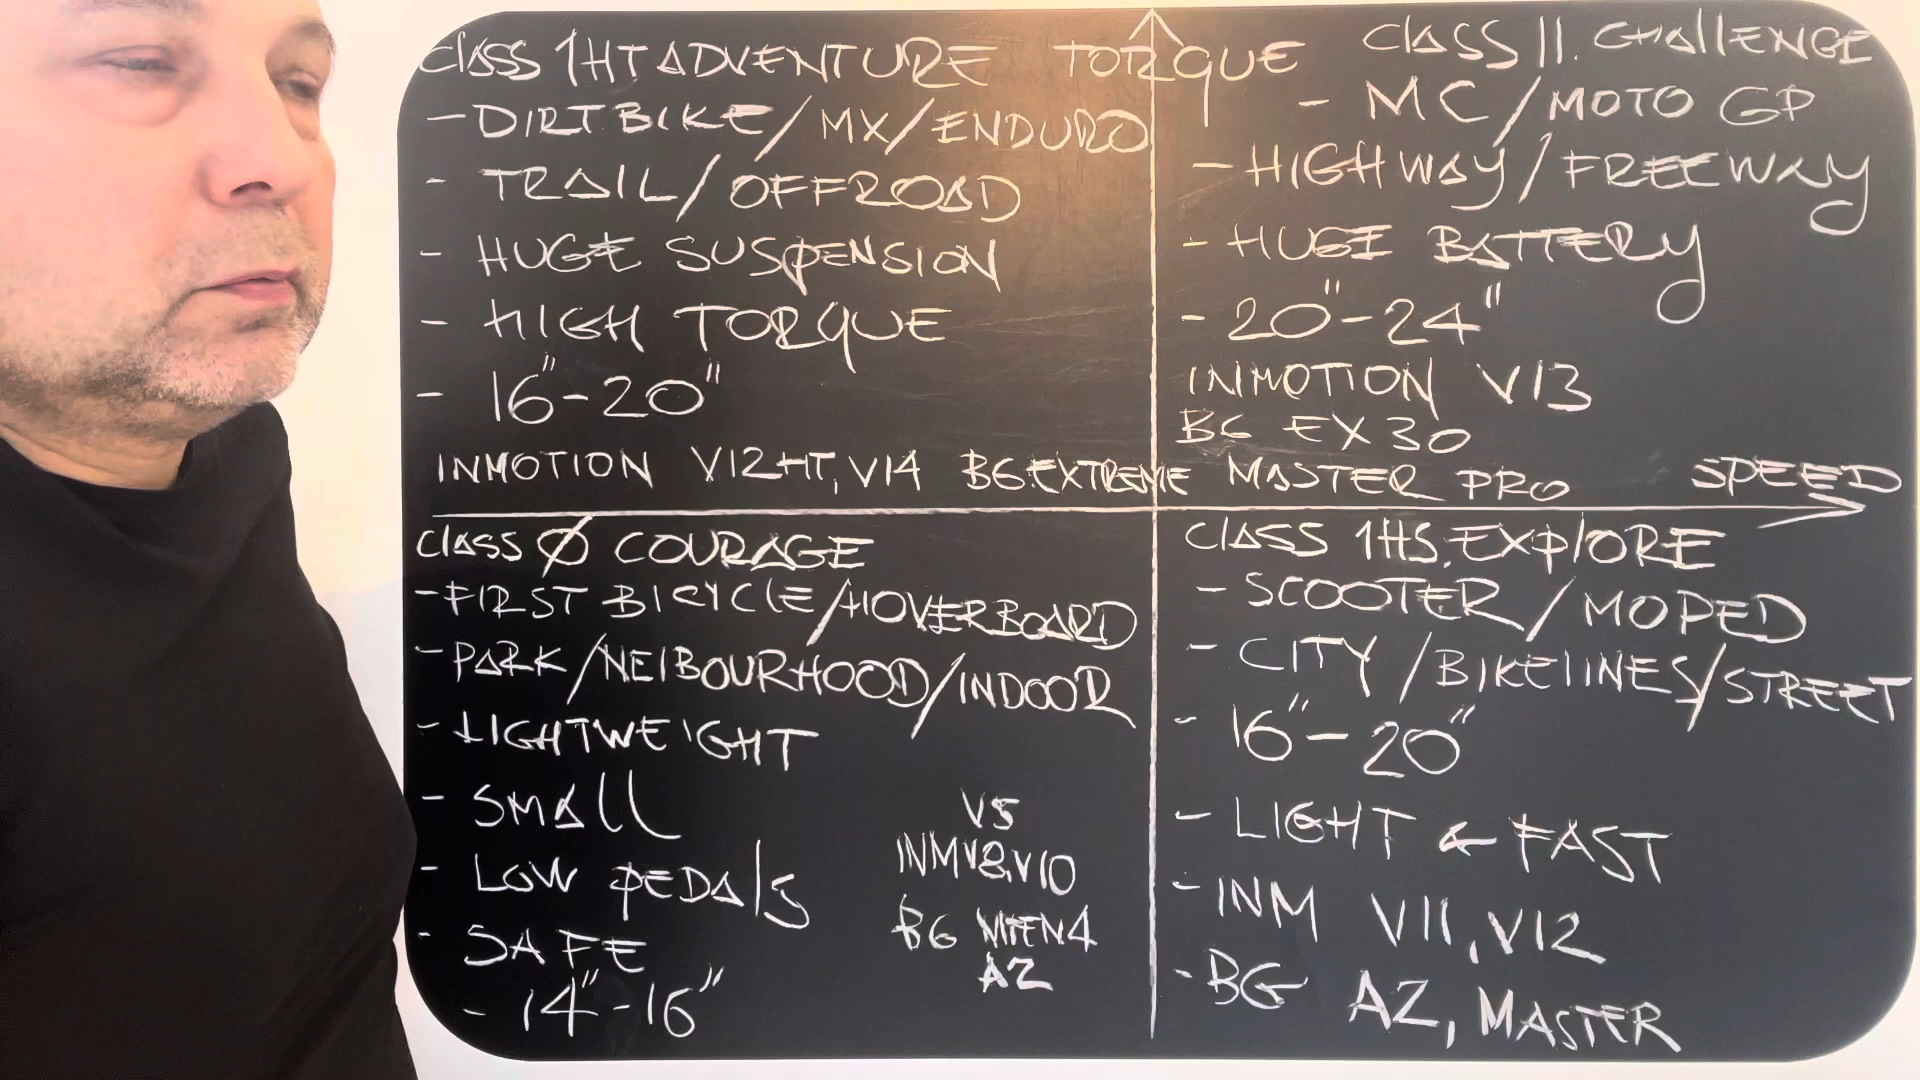 CLASS 1HT ADVENTURE
- DIRTBIKE/MX/ENDURO
- TRAIL/OFFROAD
- HUGE SUSPENSION
- HIGH TORQUE
- 16"-20"
INMOTION V12HT, V14 BG EXTREME
TORQUE
CLASS II. CHALLENGE
- MC/MOTO GP
- HIGHWAY/FREEWAY
- HUGE BATTERY
- 20"-24"
INMOTION V13
BG EX30
MASTER PRO
SPEED
CLASS Ø COURAGE
- FIRST BICYCLE/HOVERBOARD
- PARK/NEIBOURHOOD/INDOOR
- LIGHTWEIGHT
- SMALL
- LOW PEDALS
- SAFE
- 14"-16"
V5
INMV8,V10
BG MTEN4
A2
CLASS 1HS. EXPLORE
- SCOOTER/MOPED
- CITY/BIKELINES/STREET
- 16"-20"
- LIGHT & FAST
- INM V11, V12
- BG A2, MASTER